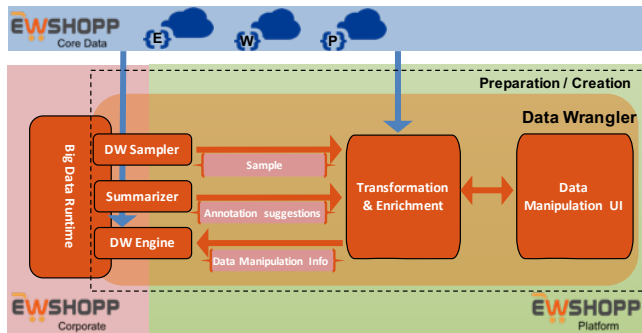 EWSHOPP
Core Data
{E}
{W}
{P}
Preparation / Creation
Data Wrangler
Big Data Runtime
DW Sampler
Sample
Summarizer
Annotation suggestions
DW Engine
Data Manipulation Info
Transformation
& Enrichment
Data
Manipulation UI
EWSHOPP
Corporate
EWSHOPP
Platform